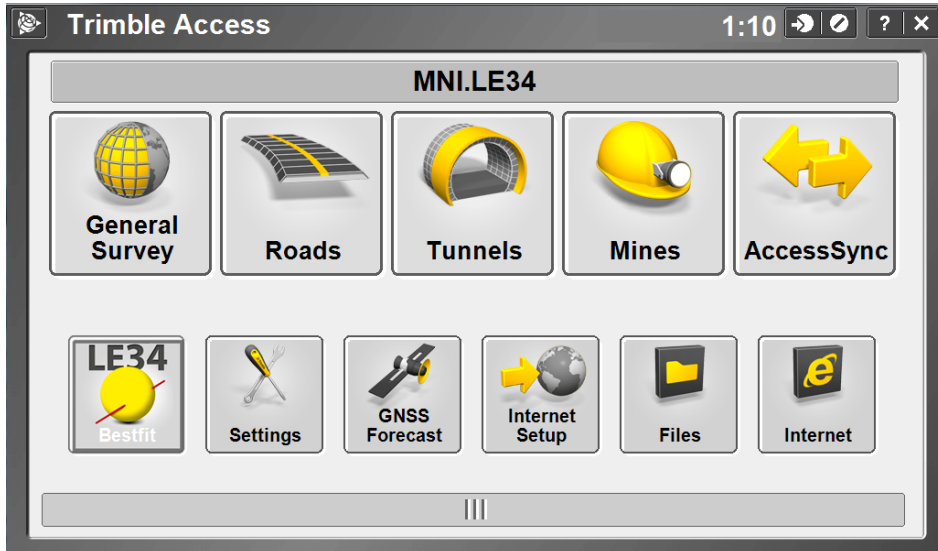 Trimble Access
1:10
?
MNI.LE34
General
Survey
Roads
Tunnels
Mines
AccessSync
LE34
Bestfit
Settings
GNSS
Forecast
Internet
Setup
Files
Internet